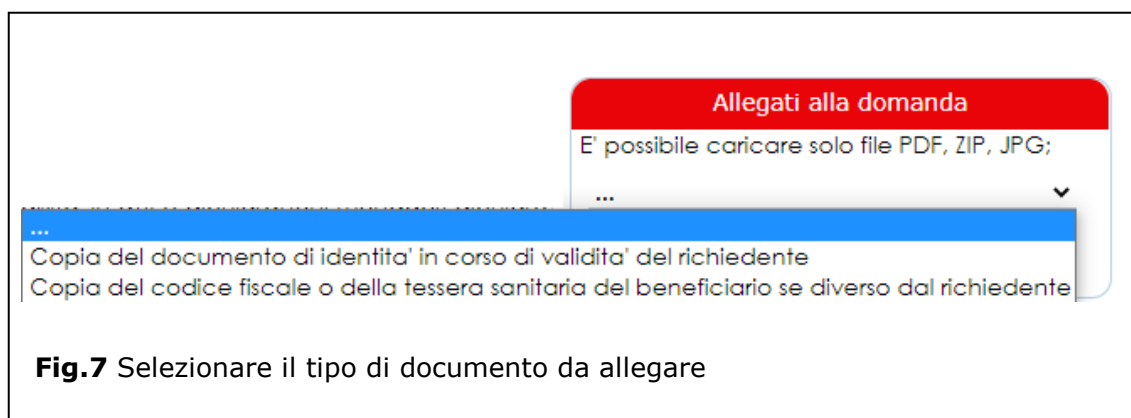 Allegati alla domanda
E' possibile caricare solo file PDF, ZIP, JPG;
...
...
Copia del documento di identita' in corso di validita' del richiedente
Copia del codice fiscale o della tessera sanitaria del beneficiario se diverso dal richiedente
Fig.7 Selezionare il tipo di documento da allegare